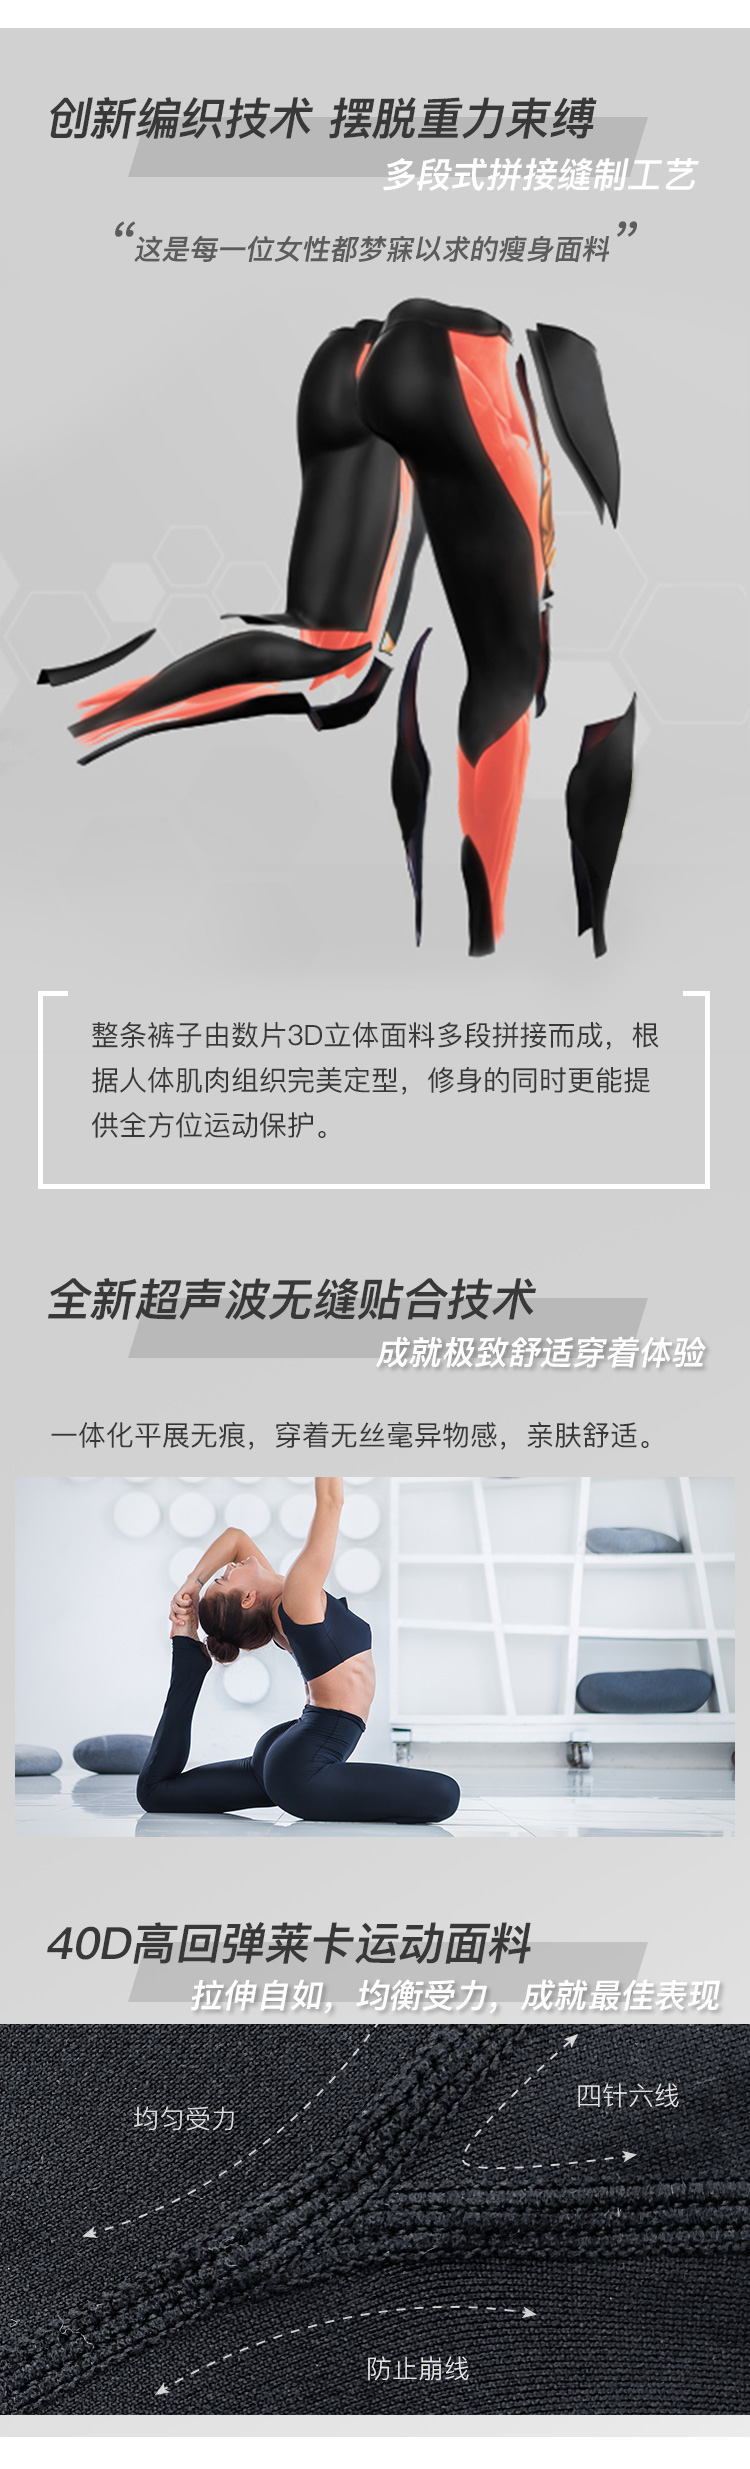 创新编织技术 摆脱重力束缚
多段式拼接缝制工艺
“这是每一位女性都梦寐以求的瘦身面料”
整条裤子由数片3D立体面料多段拼接而成，根
据人体肌肉组织完美定型，修身的同时更能提
供全方位运动保护。
全新超声波无缝贴合技术
成就极致舒适穿着体验
一体化平展无痕，穿着无丝毫异物感，亲肤舒适。
40D高回弹莱卡运动面料
拉伸自如，均衡受力，成就最佳表现
四针六线
均匀受力
防止崩线